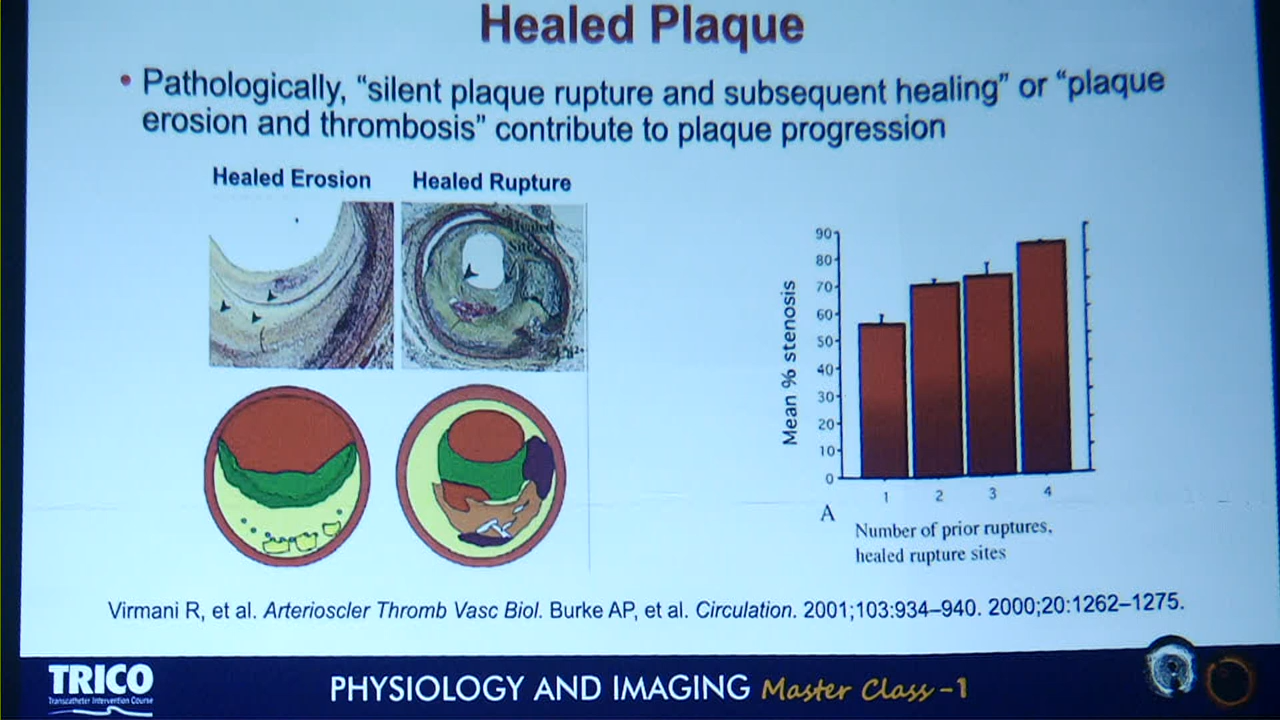 Healed Plaque
• Pathologically, “silent plaque rupture and subsequent healing” or “plaque
erosion and thrombosis” contribute to plaque progression
Healed Erosion
Healed Rupture
Healed
Site
Mean % stenosis
90
80
70
60
50
40
30
20
10
0
1 2 3 4
A
Number of prior ruptures,
healed rupture sites
Virmani R, et al. Arterioscler Thromb Vasc Biol. Burke AP, et al. Circulation. 2001;103:934–940. 2000;20:1262–1275.
TRICO
Transcatheter Intervention Course
PHYSIOLOGY AND IMAGING Master Class -1